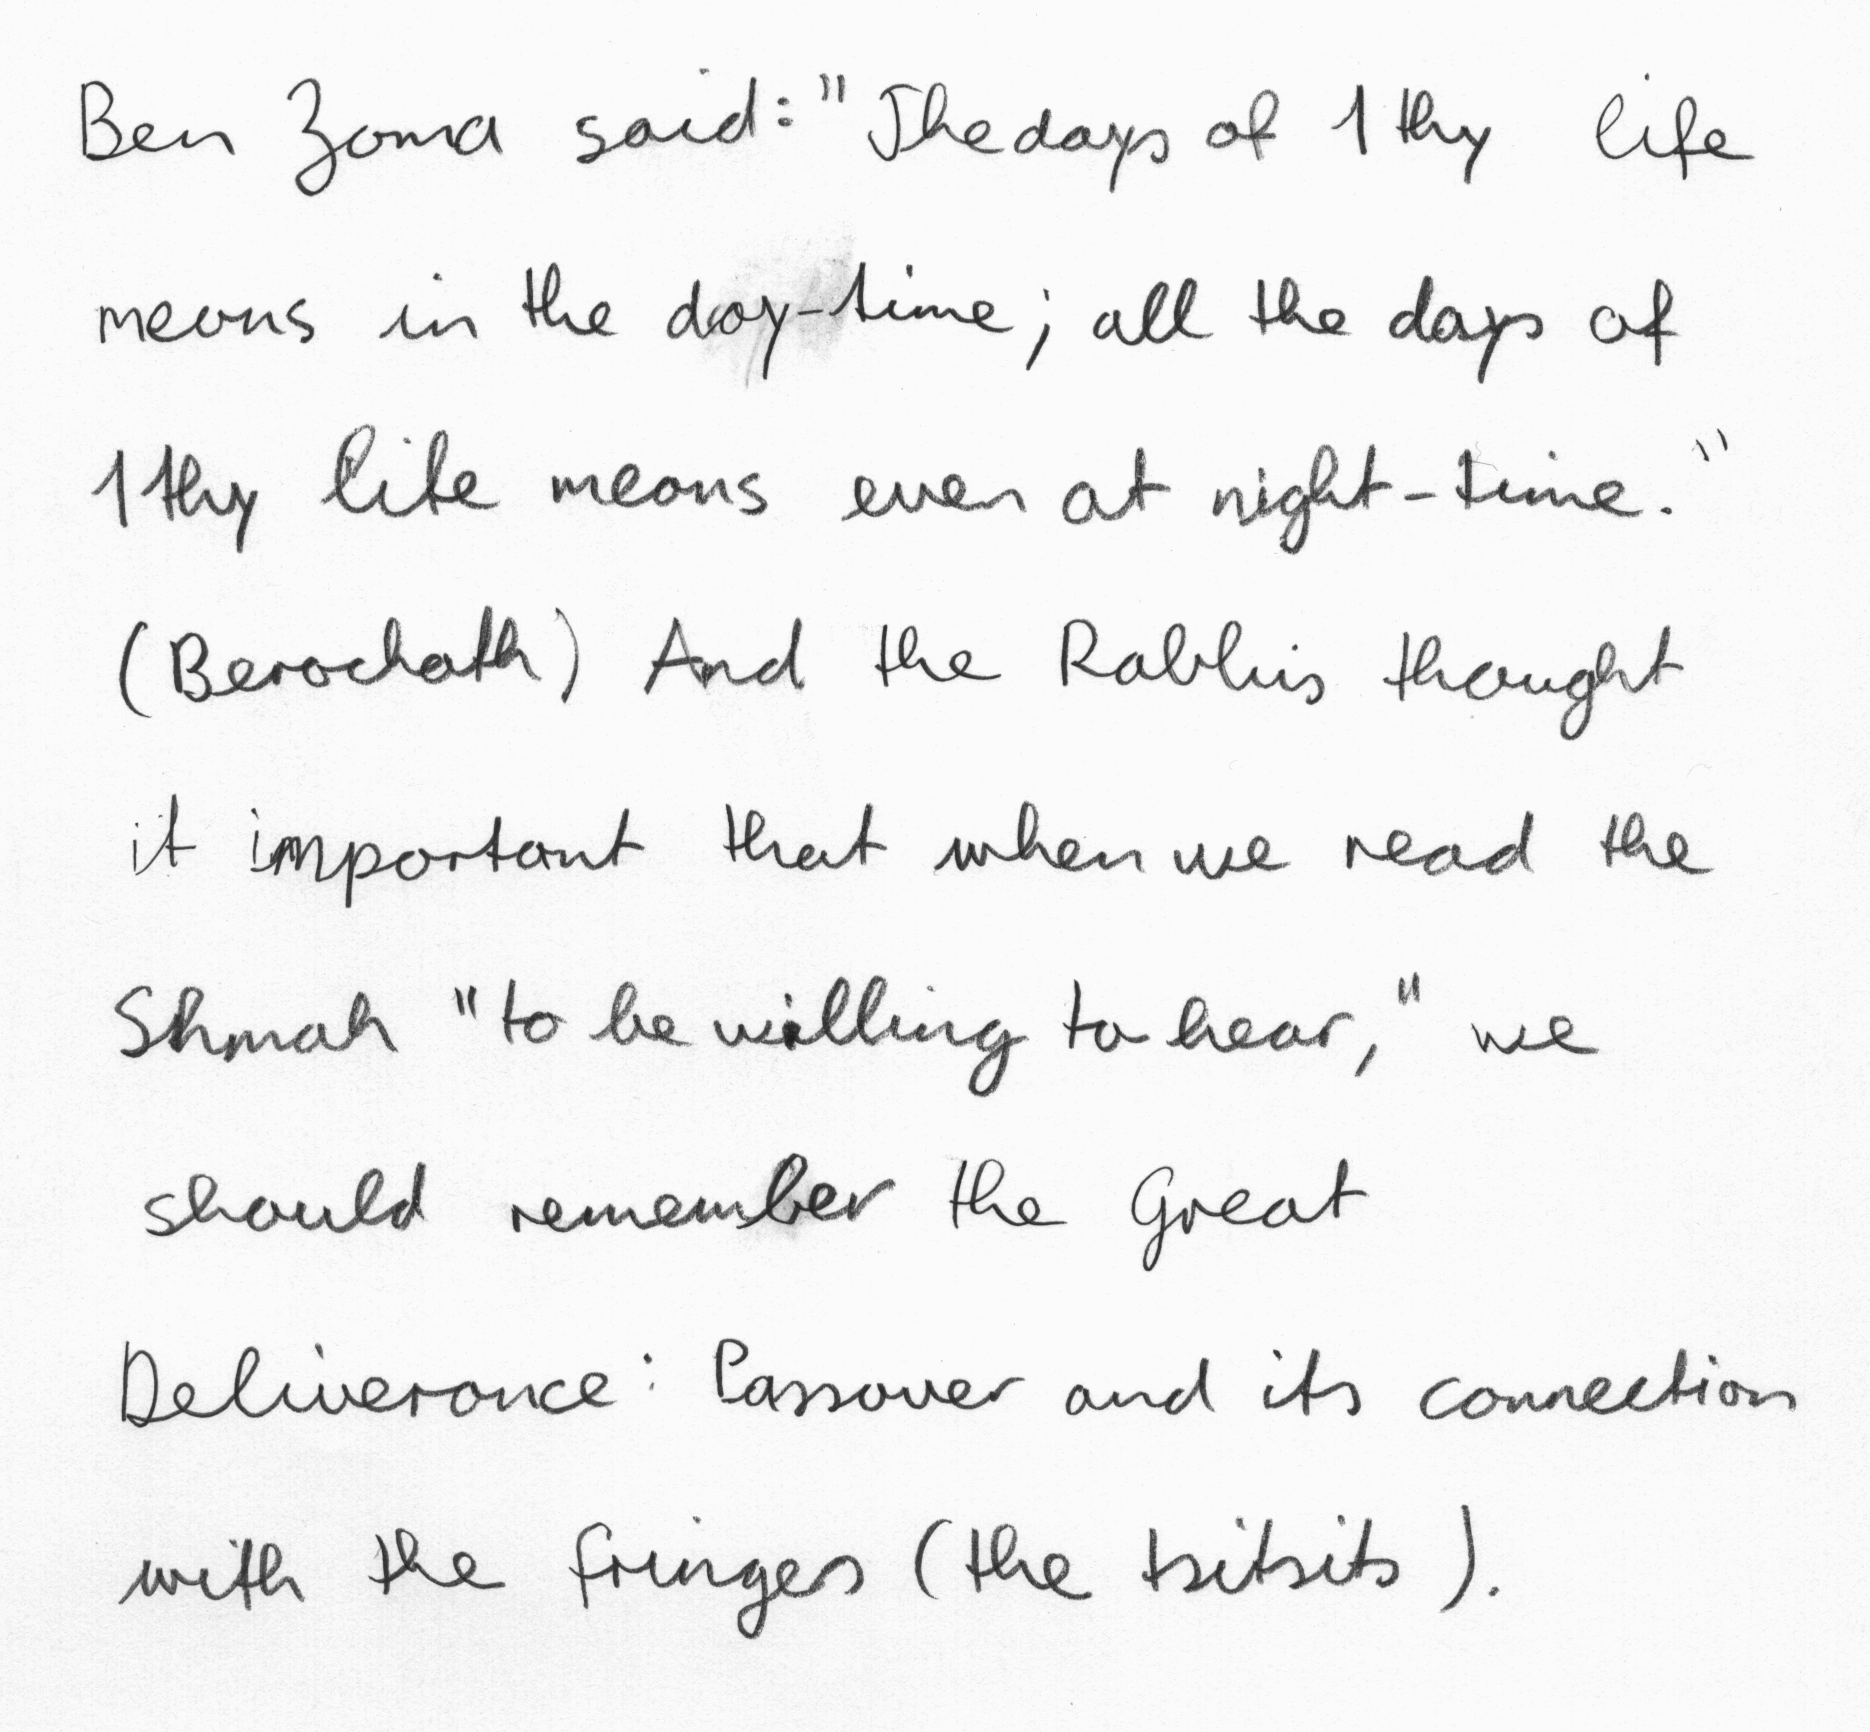 Ben Zoma said: "The days of 1 thy life
means in the day-time; all the days of
1 thy life means even at night-time."
(Berochath) And the Rabbis thought
it important that when we read the
Shmah "to be willing to hear," we
should remember the Great
Deliverance: Passover and its connection
with the fringes (the tsitsits).